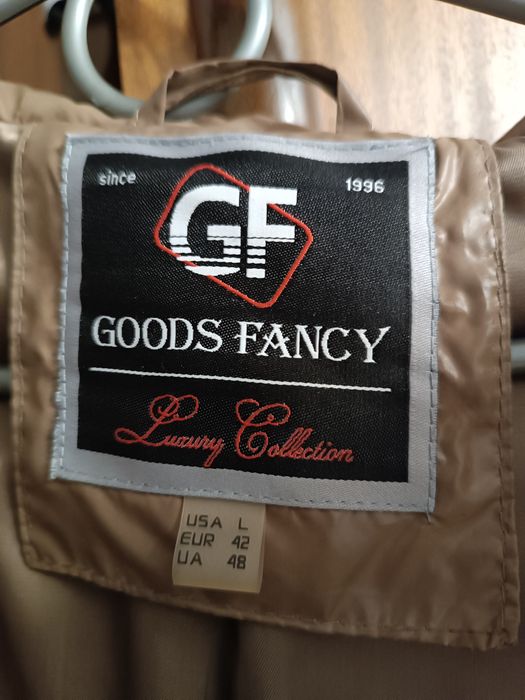 since 1996
GF
GOODS FANCY
Luxury Collection
USA L
EUR 42
UA 48